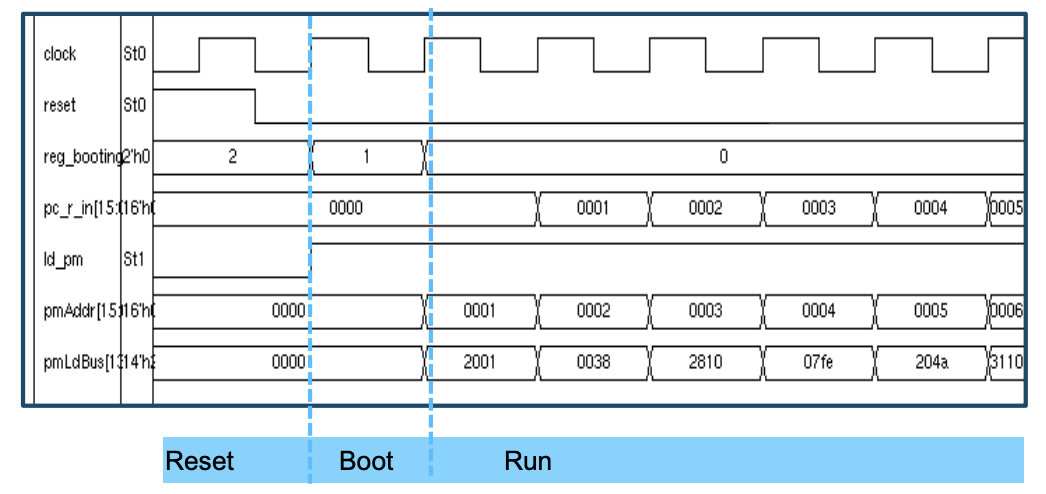 clock St0
reset St0
reg_booting 2'h0 2 1 0
pc_r_in[15: 16'h 0000 0001 0002 0003 0004 0005
ld_pm St1
pmAddr[15 16'h 0000 0001 0002 0003 0004 0005 0006
pmLdBus[1 14'h 0000 2001 0038 2810 07fe 204a 3110
Reset Boot Run